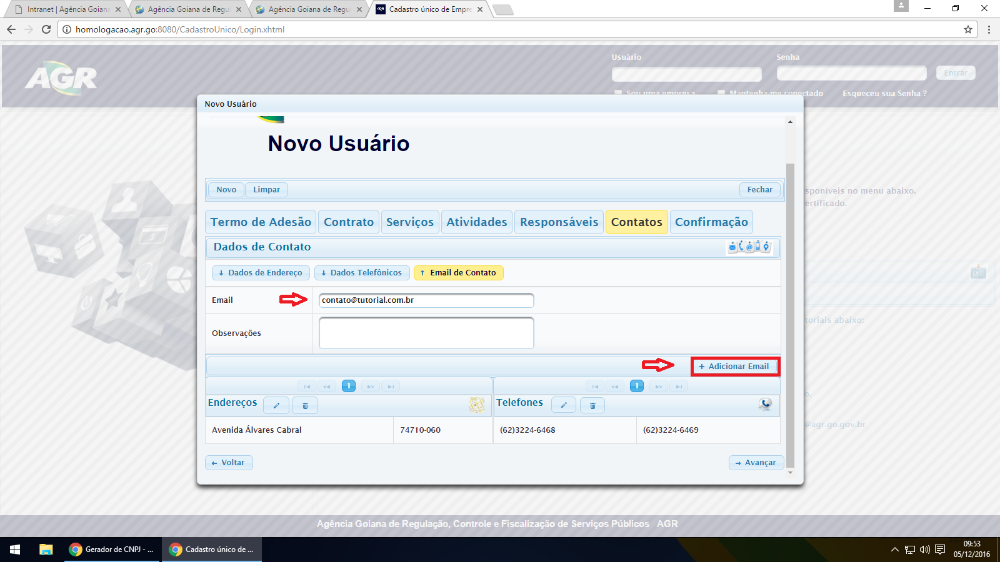 Intranet | Agência Goiana
Agência Goiana de Regul
Agência Goiana de Regul
Cadastro único de Empre
homologacao.agr.go:8080/CadastroUnico/Login.xhtml
AGR
Usuário
Senha
Entrar
Sou uma empresa
Mantenha-me conectado
Esqueceu sua Senha ?
Novo Usuário
Novo Usuário
Novo
Limpar
Fechar
sponíveis no menu abaixo.
ertificado.
Termo de Adesão
Contrato
Serviços
Atividades
Responsáveis
Contatos
Confirmação
Dados de Contato
Dados de Endereço
Dados Telefônicos
Email de Contato
Email
contato@tutorial.com.br
Observações
toriais abaixo:
+ Adicionar Email
1
1
Endereços
Telefones
o.
Avenida Álvares Cabral
74710-060
(62)3224-6468
(62)3224-6469
@agr.go.gov.br
Voltar
Avançar
Agência Goiana de Regulação, Controle e Fiscalização de Serviços Públicos AGR
Gerador de CNPJ - ...
Cadastro único de ...
09:53
05/12/2016